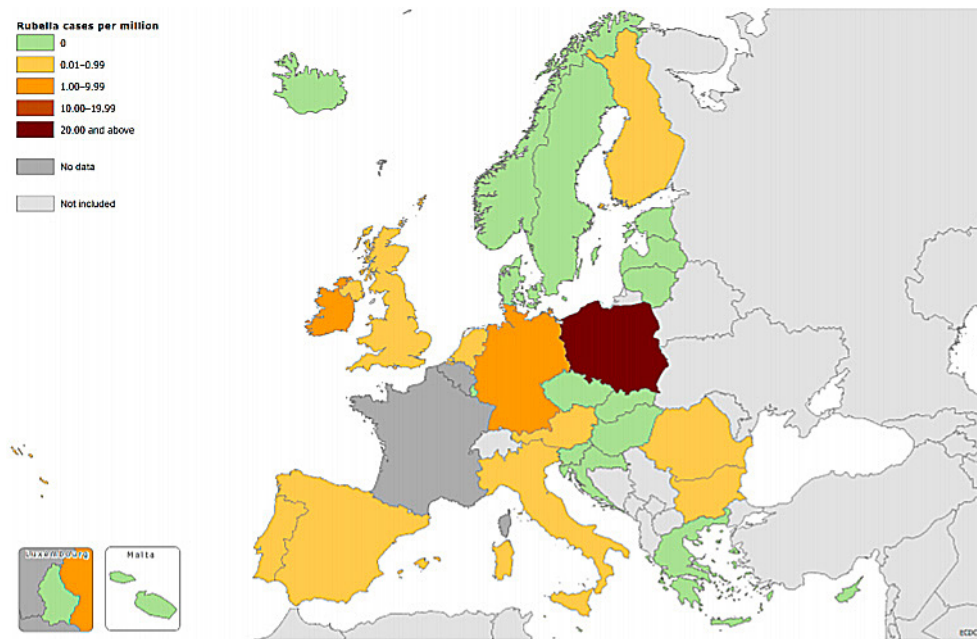 Rubella cases per million
0
0.01–0.99
1.00–9.99
10.00–19.99
20.00 and above
No data
Not included
Luxembourg
Malta
ECDC